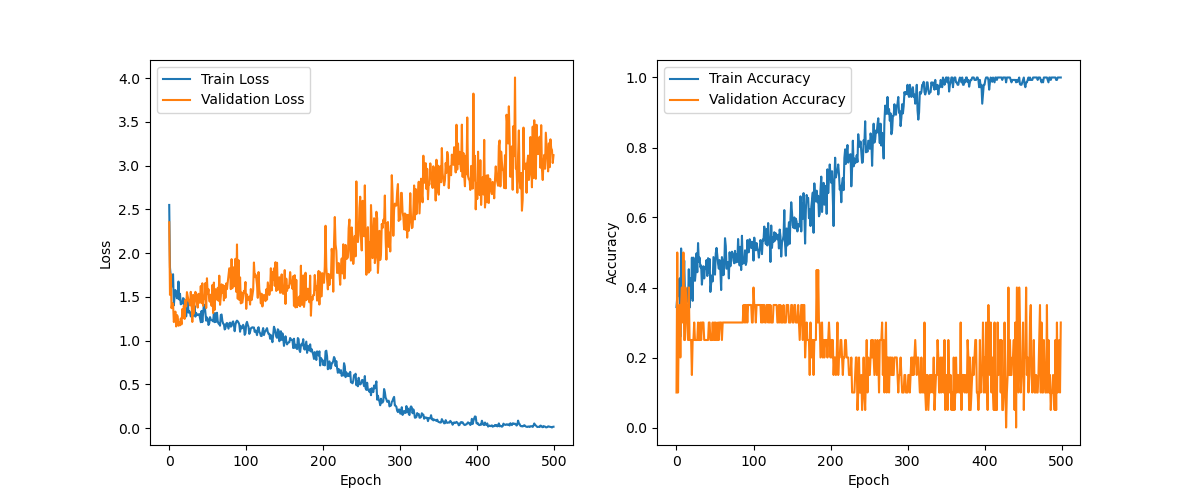 Train Loss
Validation Loss
4.0
3.5
3.0
2.5
2.0
1.5
1.0
0.5
0.0
Loss
0 100 200 300 400 500
Epoch
Train Accuracy
Validation Accuracy
1.0
0.8
0.6
0.4
0.2
0.0
Accuracy
0 100 200 300 400 500
Epoch